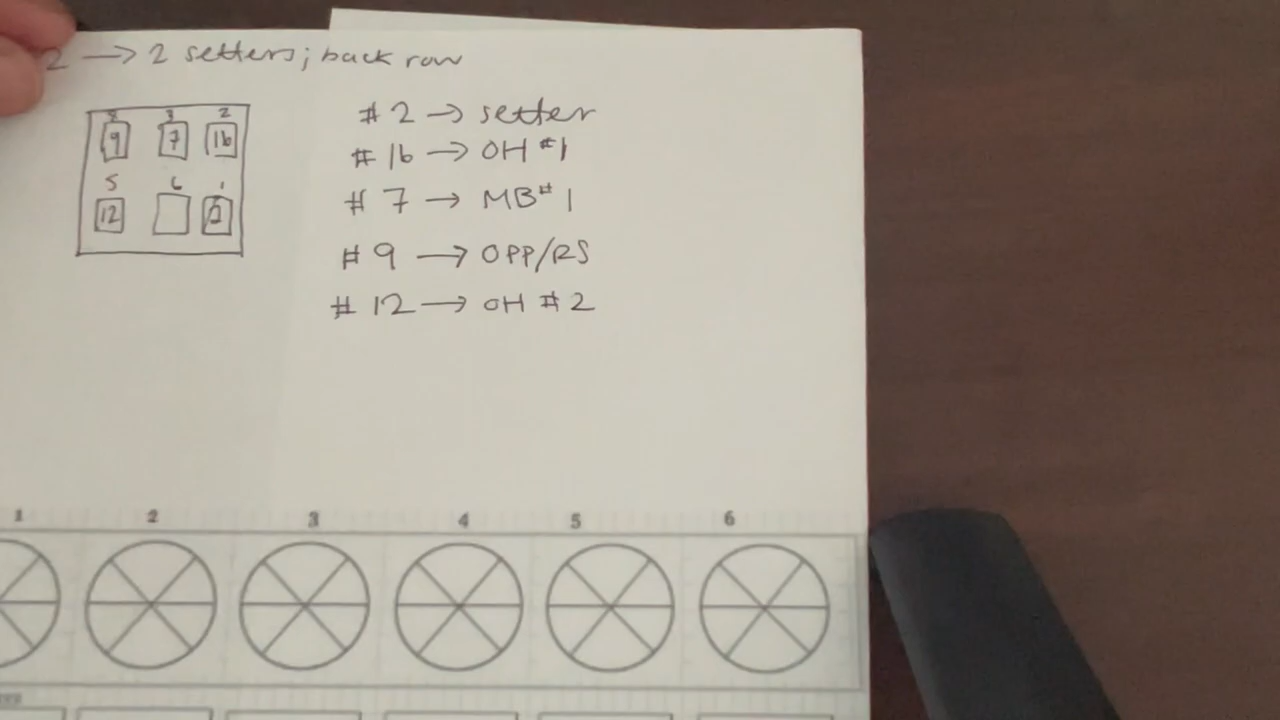 2 → 2 setters; back row
3 2
9 7 16
5 6 1
12 2
#2 → setter
#16 → OH #1
#7 → MB #1
#9 → OPP/RS
#12 → OH #2
1 2 3 4 5 6